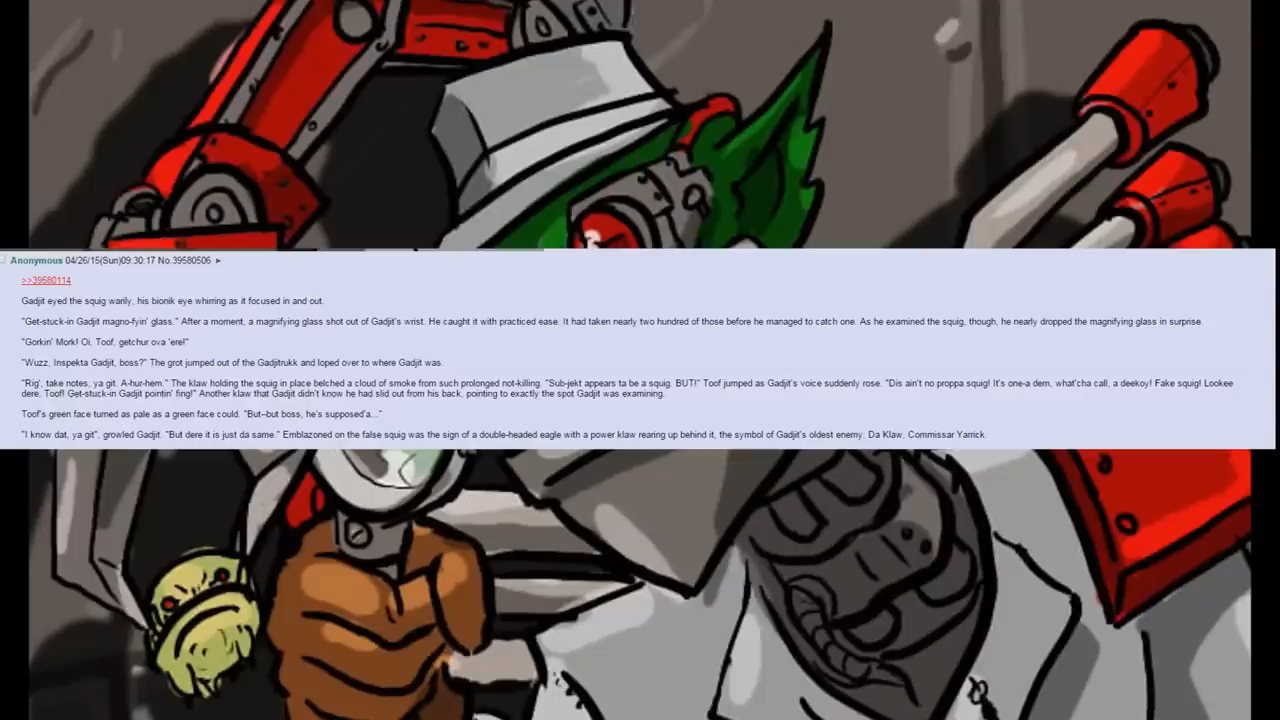 Anonymous 04/26/15(Sun)09:30:17 No.39580506 ►
>>39580114
Gadjit eyed the squig warily, his bionik eye whirring as it focused in and out.
"Get-stuck-in Gadjit magno-fyin' glass." After a moment, a magnifying glass shot out of Gadjit's wrist. He caught it with practiced ease. It had taken nearly two hundred of those before he managed to catch one. As he examined the squig, though, he nearly dropped the magnifying glass in surprise.
"Gorkin' Mork! Oi, Toof, getchur ova 'ere!"
"Wuzz, Inspekta Gadjit, boss?" The grot jumped out of the Gadjitrukk and loped over to where Gadjit was.
"Rig', take notes, ya git. A-hur-hem." The klaw holding the squig in place belched a cloud of smoke from such prolonged not-killing. "Sub-jekt appears ta be a squig. BUT!" Toof jumped as Gadjit's voice suddenly rose. "Dis ain't no proppa squig! It's one-a dem, what'cha call, a deekoy! Fake squig! Lookee
dere, Toof! Get-stuck-in Gadjit pointin' fing!" Another klaw that Gadjit didn't know he had slid out from his back, pointing to exactly the spot Gadjit was examining.
Toof's green face turned as pale as a green face could. "But--but boss, he's supposed'a..."
"I know dat, ya git", growled Gadjit. "But dere it is just da same." Emblazoned on the false squig was the sign of a double-headed eagle with a power klaw rearing up behind it, the symbol of Gadjit's oldest enemy: Da Klaw, Commissar Yarrick.